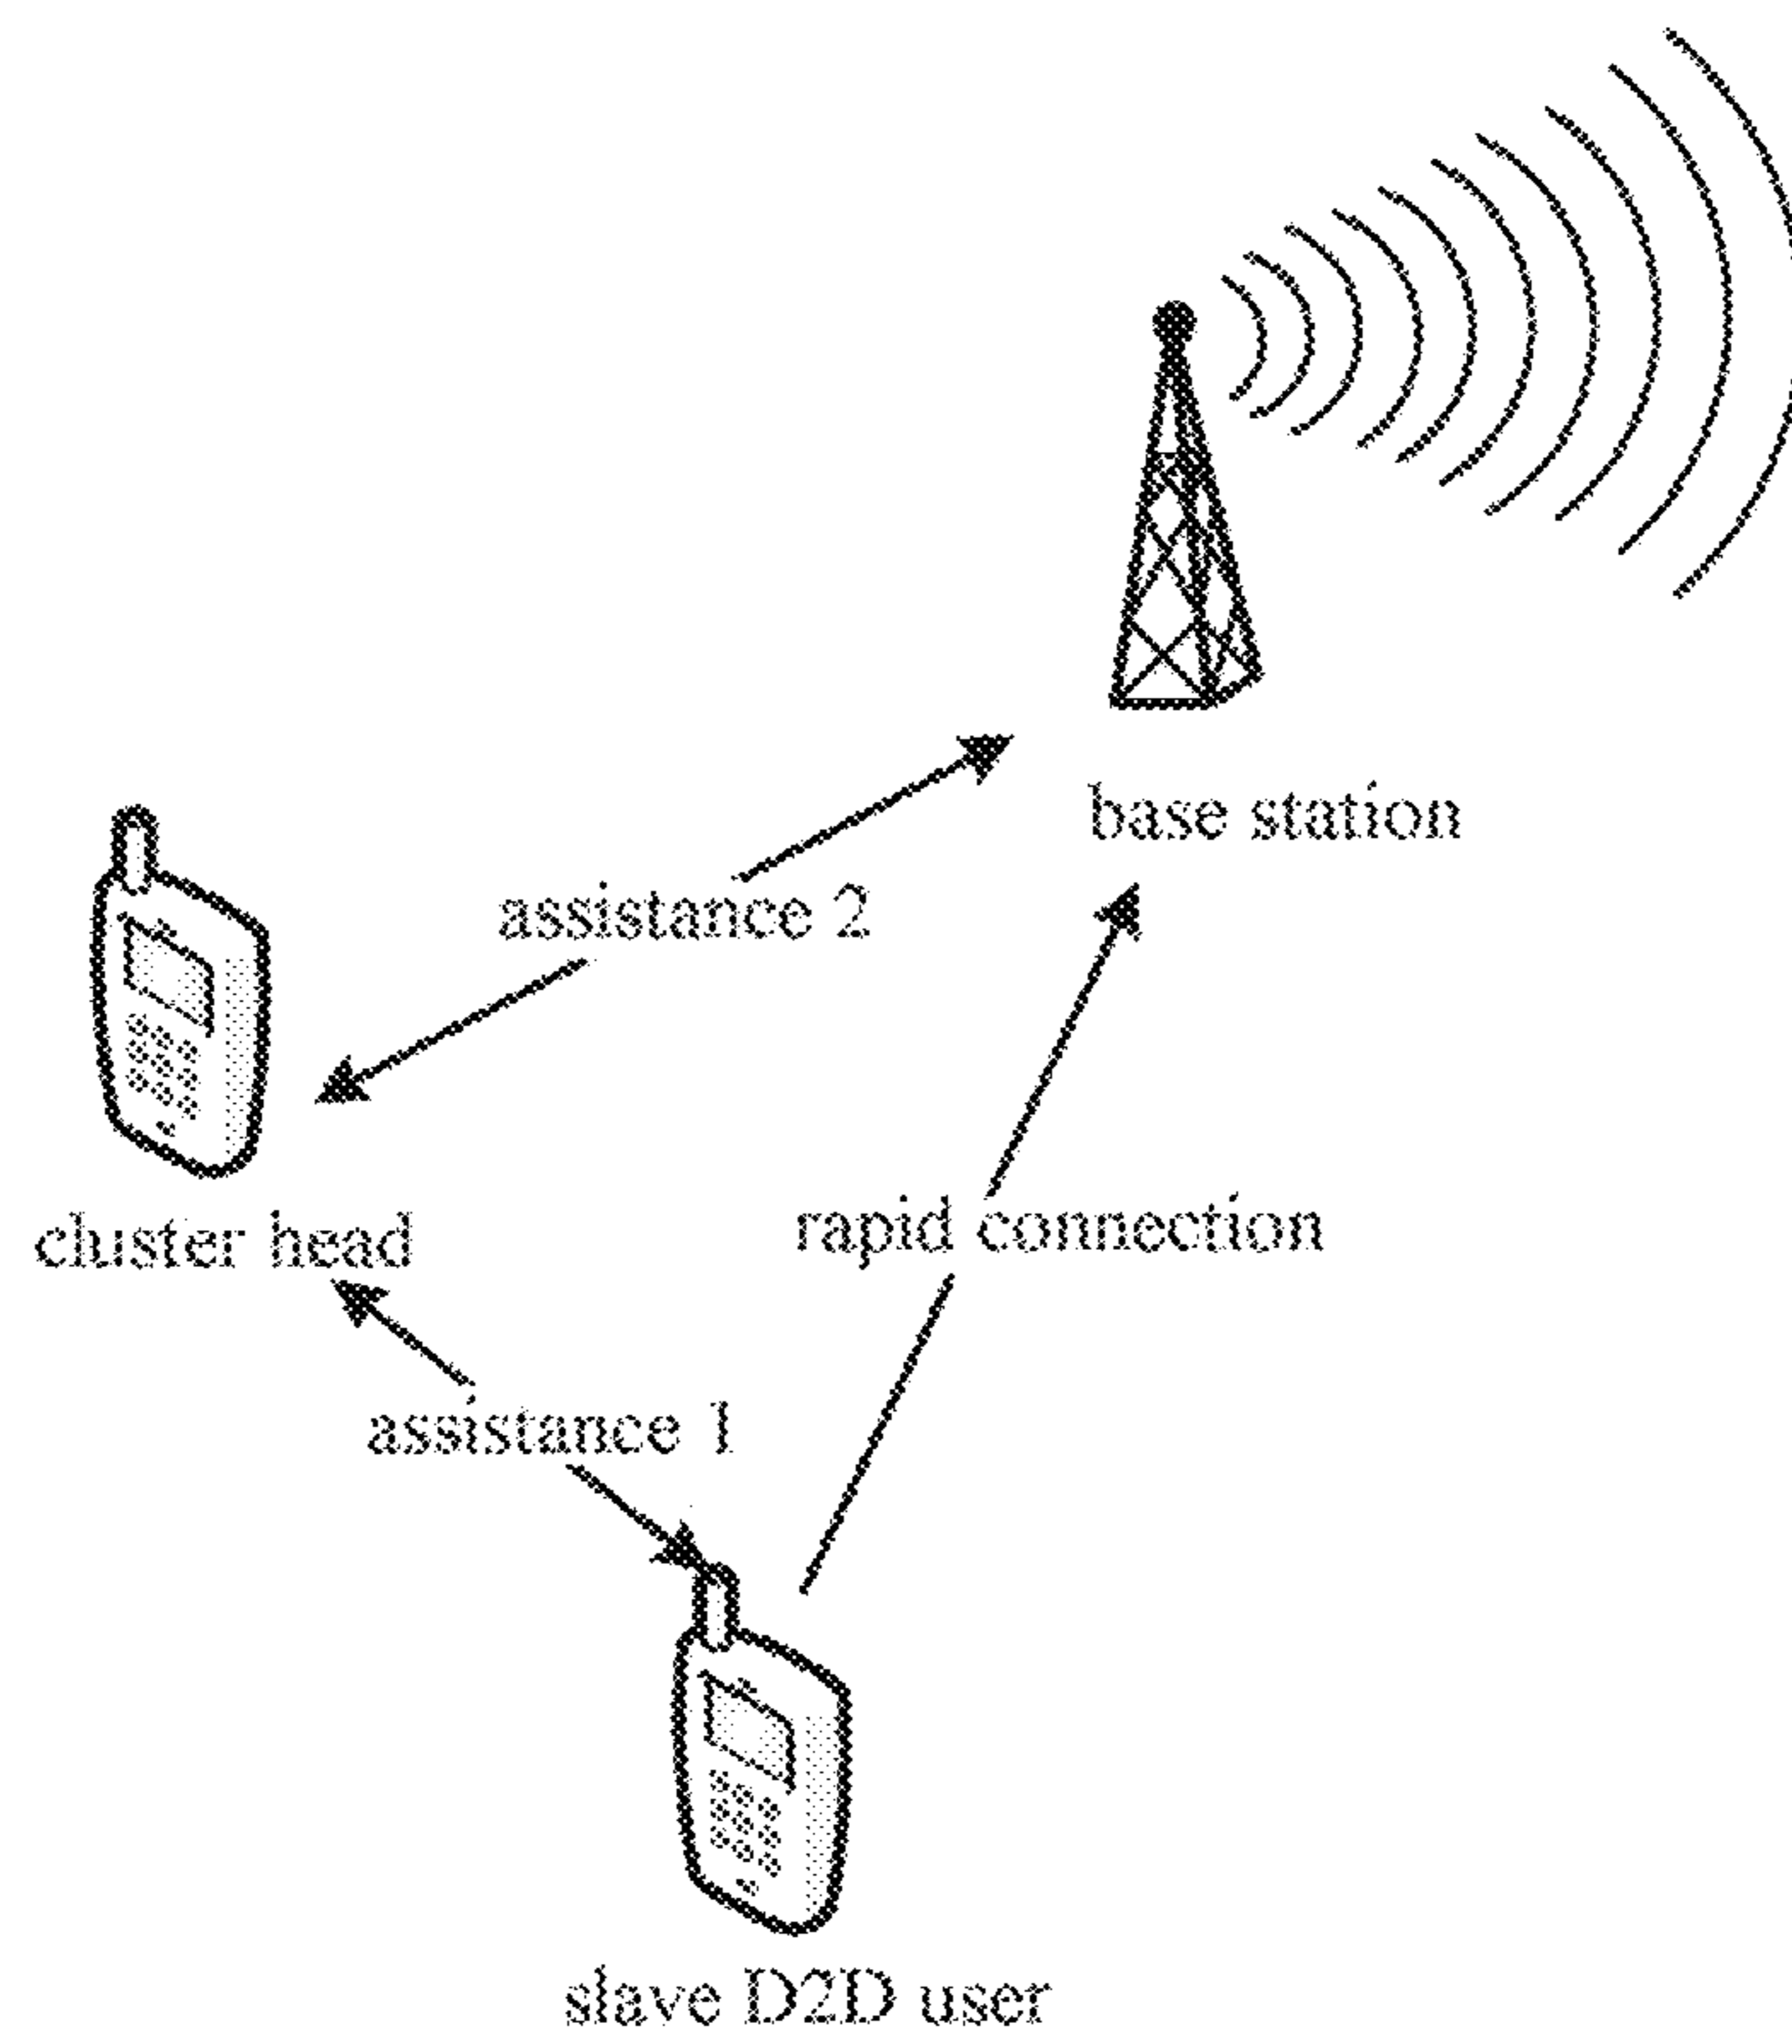 base station
assistance 2
cluster head
rapid connection
assistance 1
slave D2D user